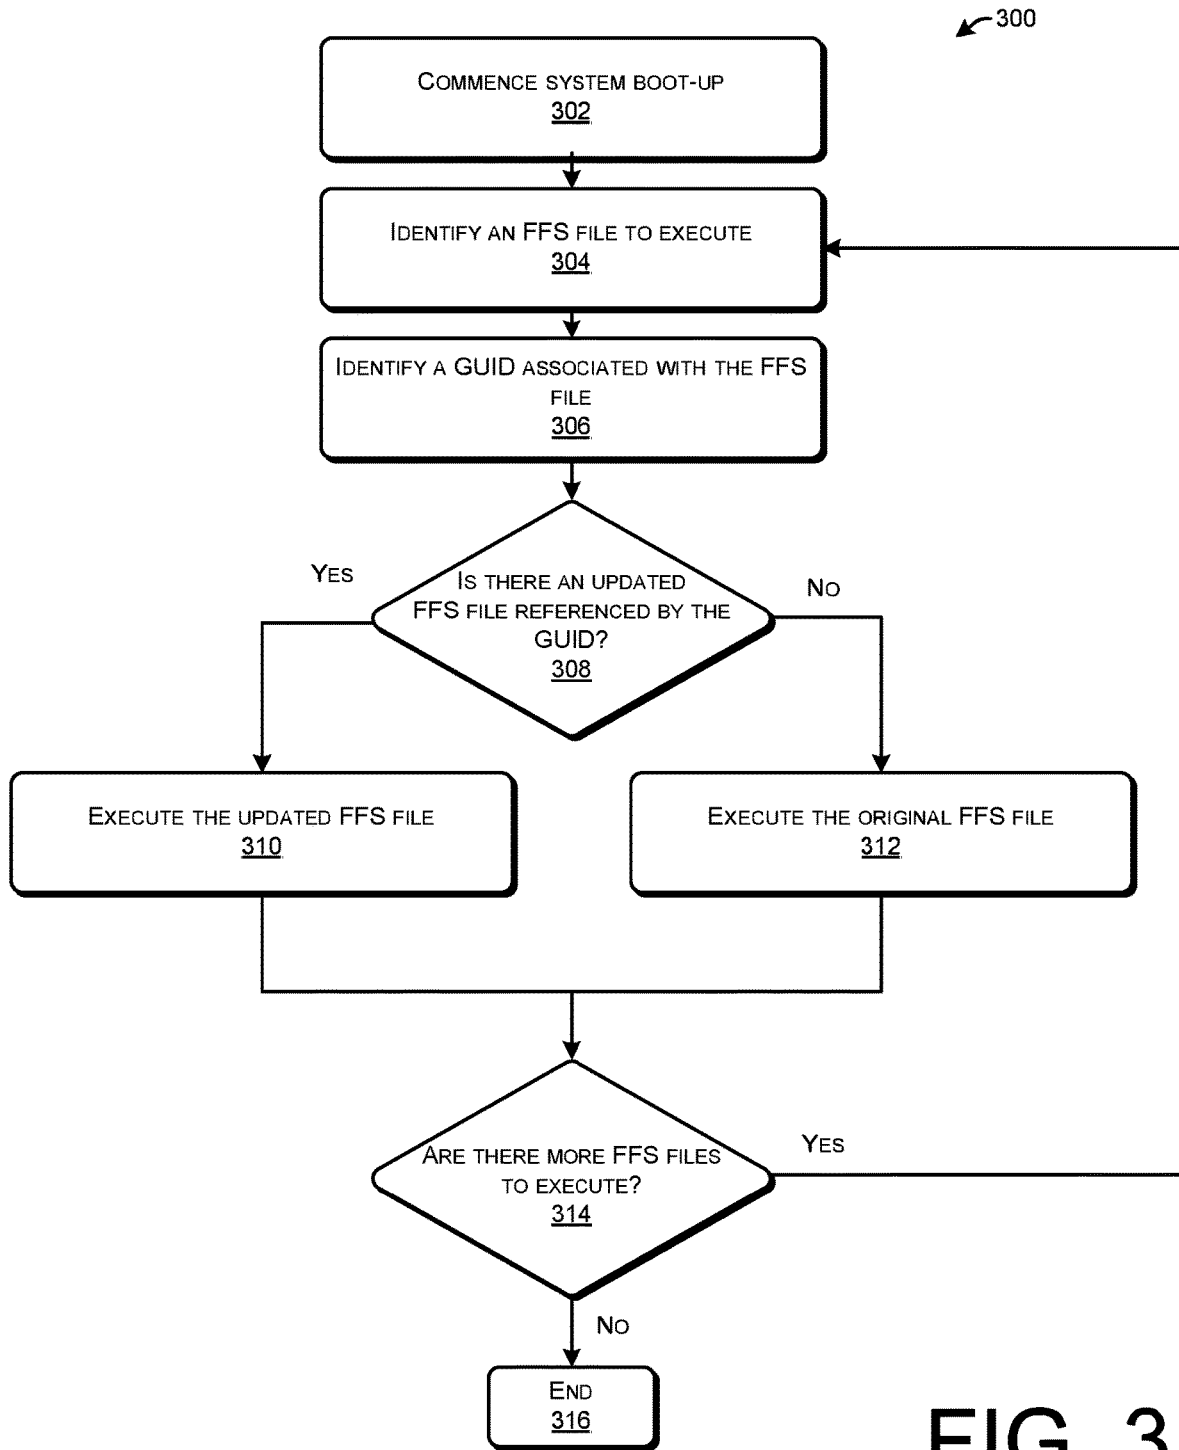 300
COMMENCE SYSTEM BOOT-UP
302
IDENTIFY AN FFS FILE TO EXECUTE
304
IDENTIFY A GUID ASSOCIATED WITH THE FFS
FILE
306
YES
IS THERE AN UPDATED
FFS FILE REFERENCED BY THE
GUID?
308
NO
EXECUTE THE UPDATED FFS FILE
310
EXECUTE THE ORIGINAL FFS FILE
312
ARE THERE MORE FFS FILES
TO EXECUTE?
314
YES
NO
END
316
FIG. 3